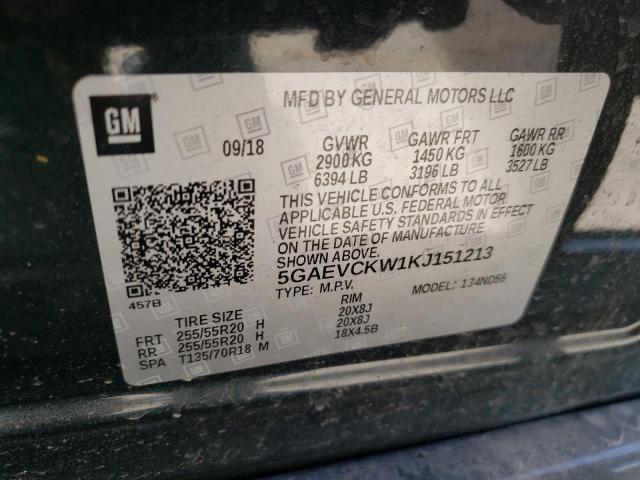 GM
MFD BY GENERAL MOTORS LLC
09/18
GVWR GAWR FRT GAWR RR
2900 KG 1450 KG 1600 KG
6394 LB 3196 LB 3527 LB
THIS VEHICLE CONFORMS TO ALL
APPLICABLE U.S. FEDERAL MOTOR
VEHICLE SAFETY STANDARDS IN EFFECT
ON THE DATE OF MANUFACTURE
SHOWN ABOVE.
5GAEVCKW1KJ151213
TYPE: M.P.V. MODEL: 134ND56
457B
TIRE SIZE RIM
FRT 255/55R20 H 20X8J
RR 255/55R20 H 20X8J
SPA T135/70R18 M 18X4.5B